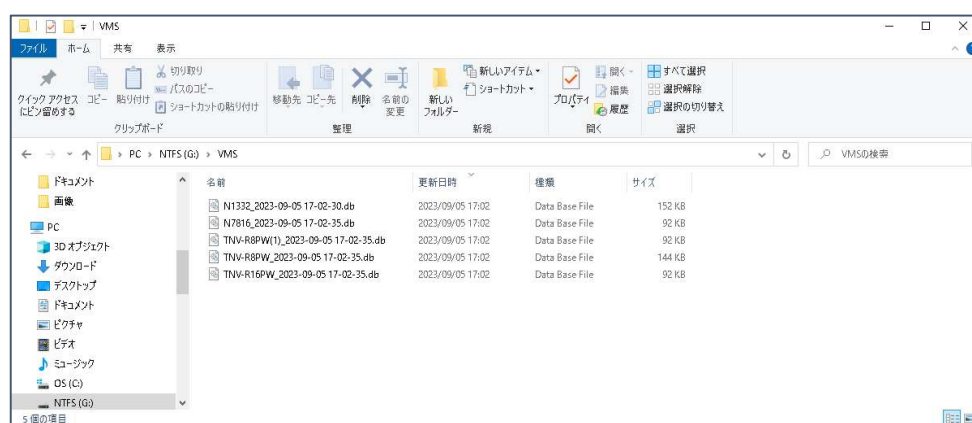 VMS
ファイル ホーム 共有 表示
クイック アクセス
にピン留めする
コピー
貼り付け
切り取り
パスのコピー
ショートカットの貼り付け
クリップボード
移動先
コピー先
削除
名前の
変更
整理
新しい
フォルダー
新しいアイテム
ショートカット
新規
プロパティ
開く
編集
履歴
開く
すべて選択
選択解除
選択の切り替え
選択
PC › NTFS (G:) › VMS
VMSの検索
ドキュメント
画像
PC
3D オブジェクト
ダウンロード
デスクトップ
ドキュメント
ピクチャ
ビデオ
ミュージック
OS (C:)
NTFS (G:)
名前 更新日時 種類 サイズ
N1332_2023-09-05 17-02-30.db 2023/09/05 17:02 Data Base File 152 KB
N7816_2023-09-05 17-02-35.db 2023/09/05 17:02 Data Base File 92 KB
TNV-R8PW(1)_2023-09-05 17-02-35.db 2023/09/05 17:02 Data Base File 92 KB
TNV-R8PW_2023-09-05 17-02-35.db 2023/09/05 17:02 Data Base File 144 KB
TNV-R16PW_2023-09-05 17-02-35.db 2023/09/05 17:02 Data Base File 92 KB
5 個の項目